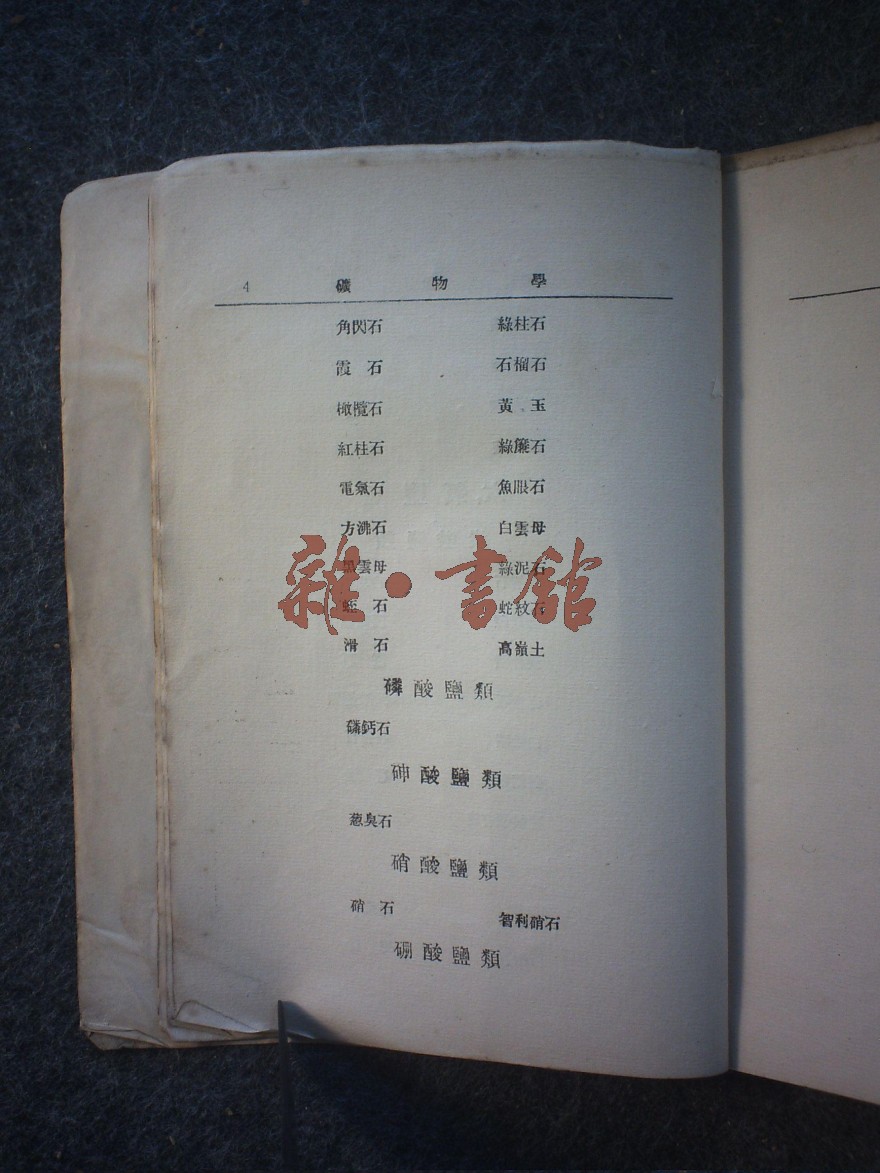 4 礦 物 學
角閃石 綠柱石
霞 石 石榴石
橄欖石 黃 玉
紅柱石 綠簾石
電氣石 魚眼石
方沸石 白雲母
雲母 綠泥石
蛭 石 蛇紋石
滑 石 高嶺土
磷酸鹽類
磷鈣石
砷酸鹽類
葱臭石
硝酸鹽類
硝 石 智利硝石
硼酸鹽類
雜·書館